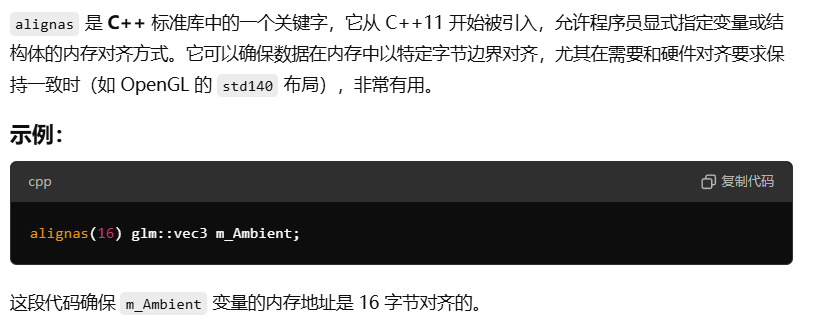 alignas 是 C++ 标准库中的一个关键字，它从 C++11 开始被引入，允许程序员显式指定变量或结
构体的内存对齐方式。它可以确保数据在内存中以特定字节边界对齐，尤其在需要和硬件对齐要求保
持一致时（如 OpenGL 的 std140 布局），非常有用。
示例：
cpp 复制代码
alignas(16) glm::vec3 m_Ambient;
这段代码确保 m_Ambient 变量的内存地址是 16 字节对齐的。